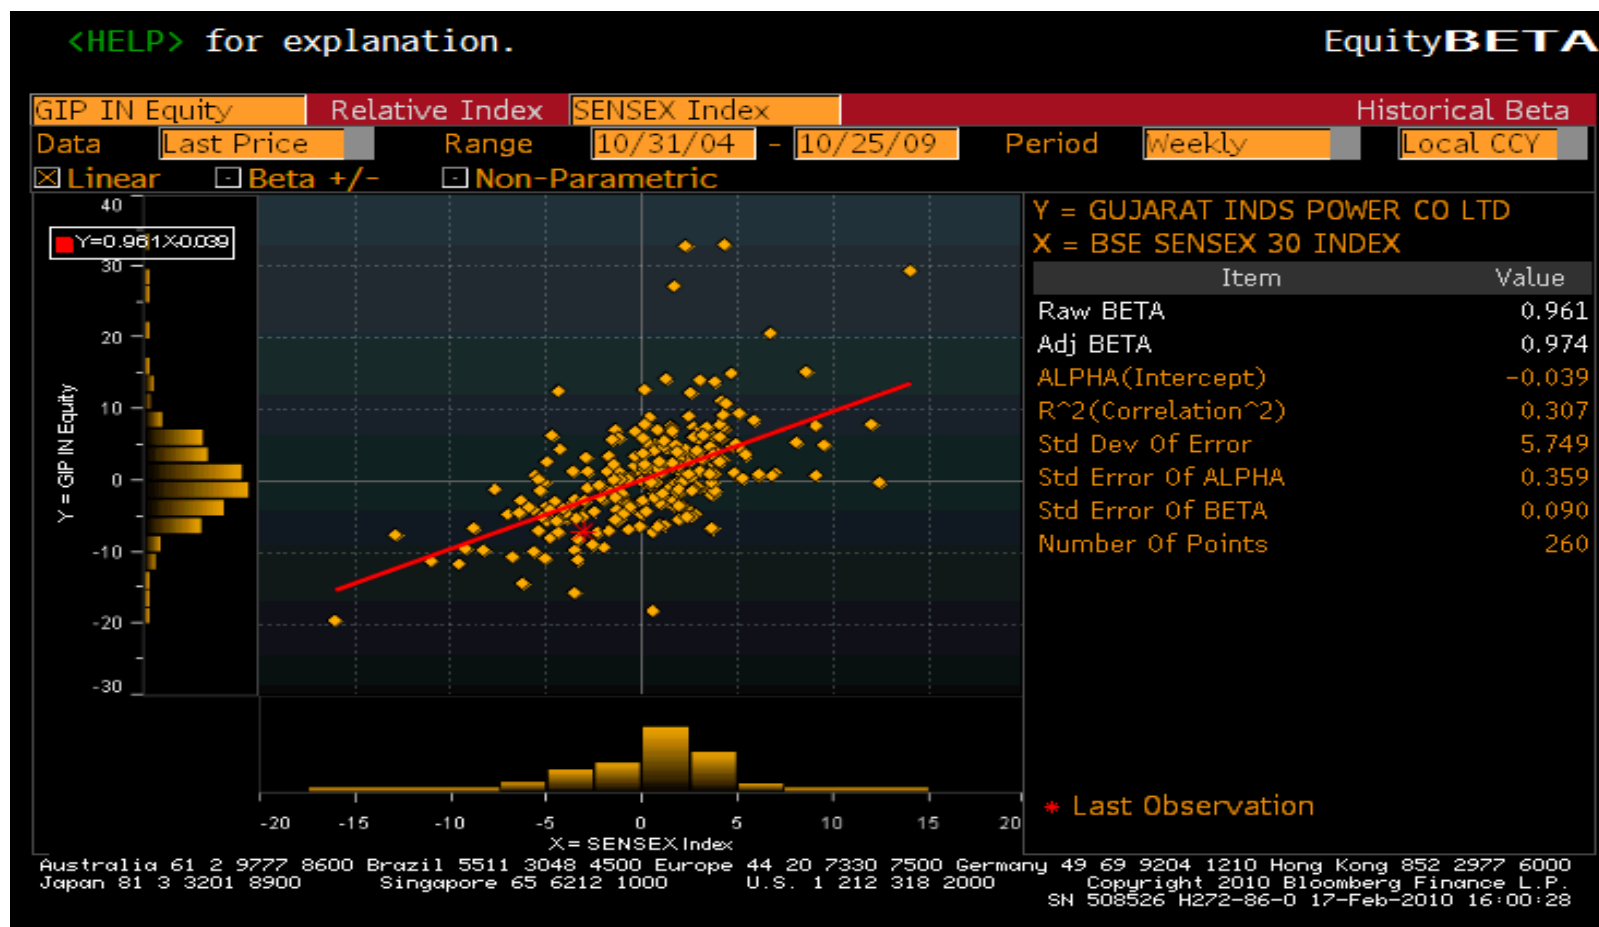 <HELP> for explanation. EquityBETA
GIP IN Equity Relative Index SENSEX Index Historical Beta
Data Last Price Range 10/31/04 - 10/25/09 Period Weekly Local CCY
Linear Beta +/- Non-Parametric
Y=0.961X-0.039
40
30
20
10
0
-10
-20
-30
Y = GIP IN Equity
-20 -15 -10 -5 0 5 10 15 20
X = SENSEX Index
Y = GUJARAT INDS POWER CO LTD
X = BSE SENSEX 30 INDEX
Item Value
Raw BETA 0.961
Adj BETA 0.974
ALPHA(Intercept) -0.039
R^2(Correlation^2) 0.307
Std Dev Of Error 5.749
Std Error Of ALPHA 0.359
Std Error Of BETA 0.090
Number Of Points 260
* Last Observation
Australia 61 2 9777 8600 Brazil 5511 3048 4500 Europe 44 20 7330 7500 Germany 49 69 9204 1210 Hong Kong 852 2977 6000
Japan 81 3 3201 8900 Singapore 65 6212 1000 U.S. 1 212 318 2000 Copyright 2010 Bloomberg Finance L.P.
SN 508526 H272-86-0 17-Feb-2010 16:00:28